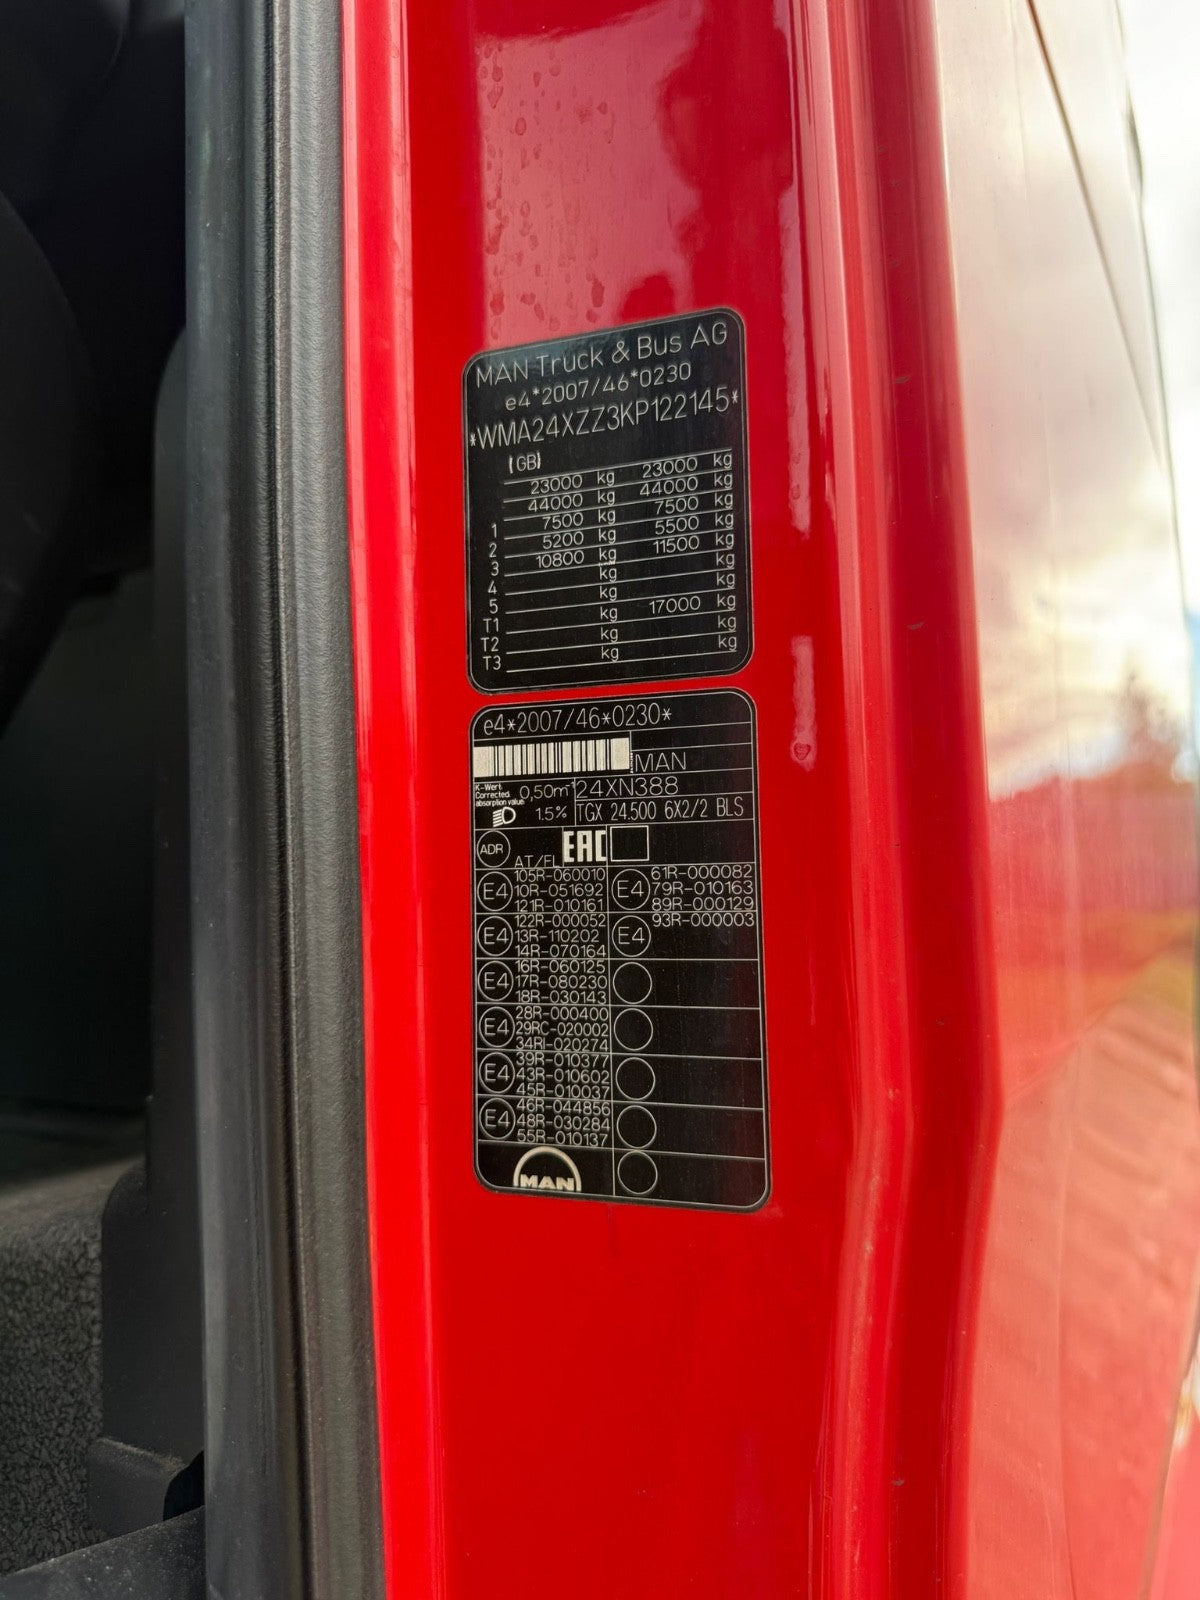 MAN Truck & Bus AG
e4*2007/46*0230
*WMA24XZZ3KP122145*
(GB)
23000 kg 23000 kg
44000 kg 44000 kg
1 7500 kg 7500 kg
2 5200 kg 5500 kg
3 10800 kg 11500 kg
4 kg kg
5 kg kg
T1 kg 17000 kg
T2 kg kg
T3 kg kg
e4*2007/46*0230*
MAN
K-Wert
Corrected
absorption value:
0,50m⁻¹ 24XN388
1.5% TGX 24.500 6X2/2 BLS
ADR AT/FL EAC
E4 105R-060010 E4 61R-000082
10R-051692 79R-010163
121R-010161 89R-000129
E4 122R-000052 E4 93R-000003
13R-110202
14R-070164
E4 16R-060125
17R-080230
18R-030143
E4 28R-000400
29RC-020002
34RI-020274
E4 39R-010377
43R-010602
45R-010037
E4 46R-044856
48R-030284
55R-010137
MAN